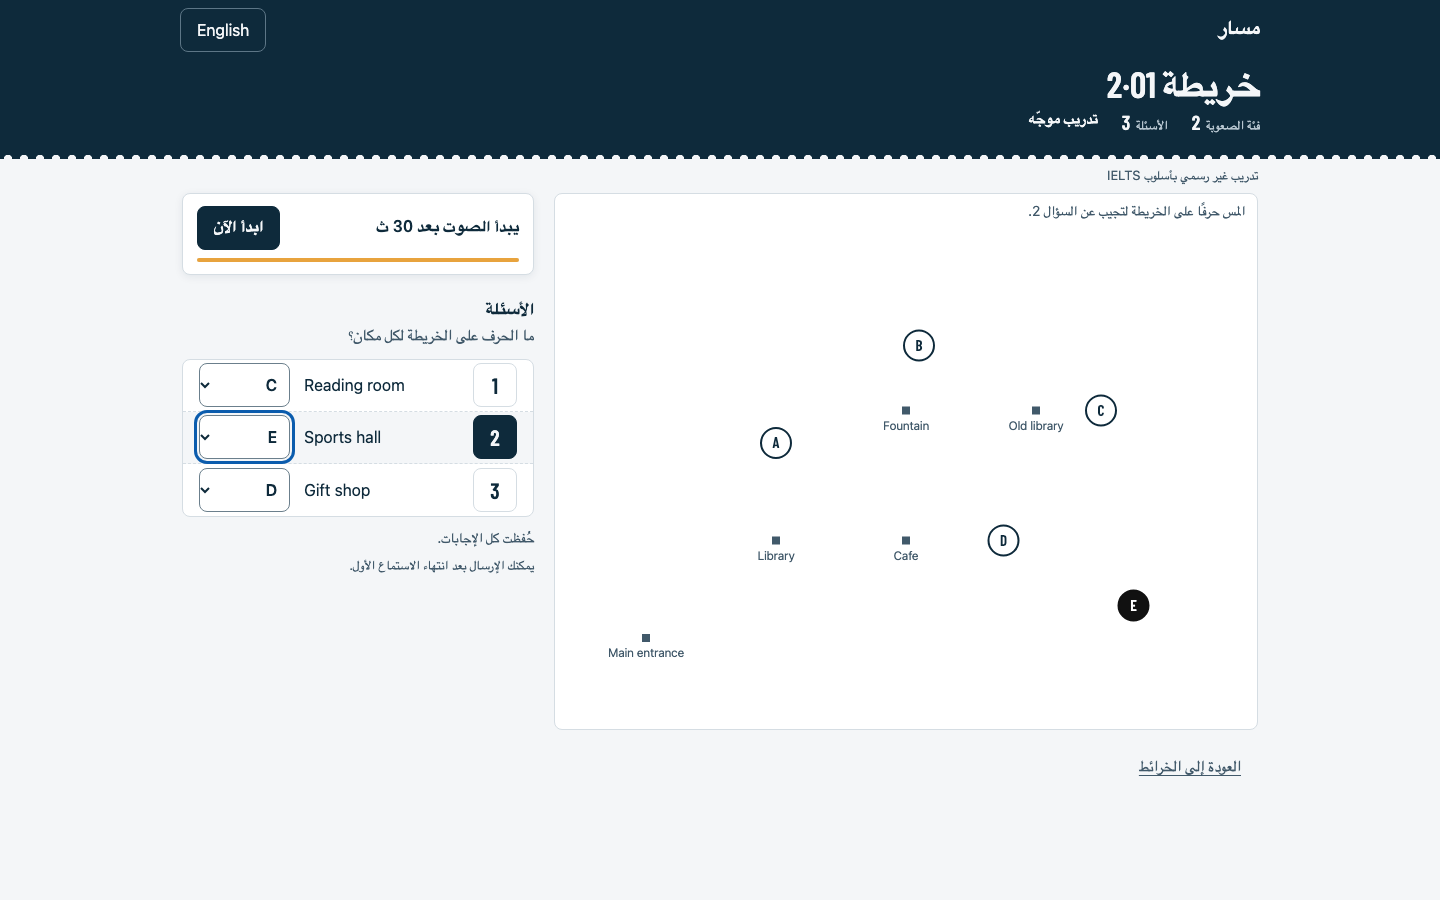 مسار
English
خريطة 2·01
فئة الصعوبة 2 الأسئلة 3 تدريب موجّه
تدريب غير رسمي بأسلوب IELTS
المس حرفًا على الخريطة لتجيب عن السؤال 2.
B
C
Fountain
Old library
A
D
Library
Cafe
E
Main entrance
يبدأ الصوت بعد 30 ث
ابدأ الآن
الأسئلة
ما الحرف على الخريطة لكل مكان؟
1 Reading room C
2 Sports hall E
3 Gift shop D
حُفظت كل الإجابات.
يمكنك الإرسال بعد انتهاء الاستماع الأول.
العودة إلى الخرائط